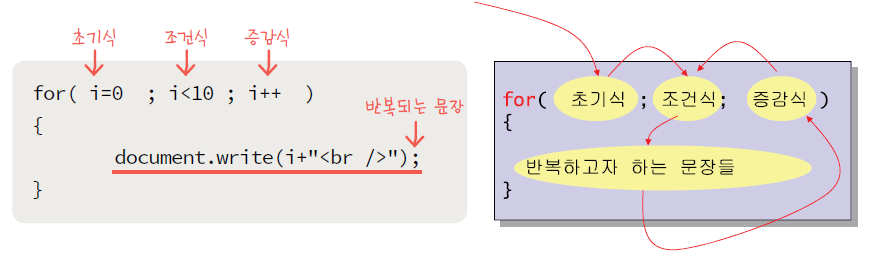 초기식 조건식 증감식
for( i=0 ; i<10 ; i++ )
반복되는 문장
{
document.write(i+"<br />");
}
for( 초기식 ; 조건식; 증감식 )
{
반복하고자 하는 문장들
}